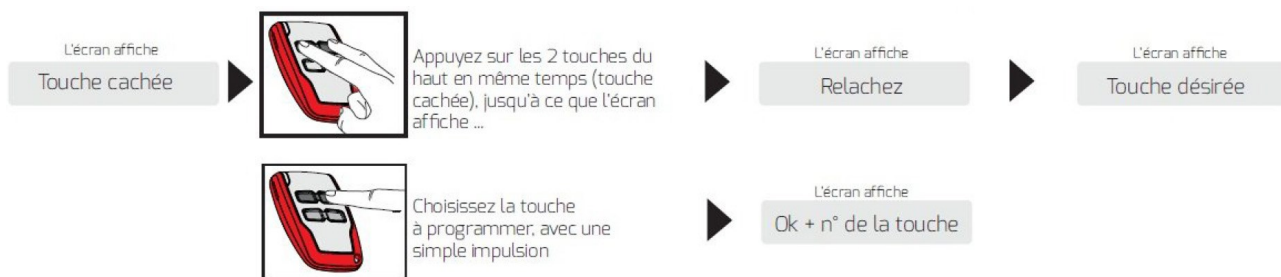 L'écran affiche
Touche cachée
Appuyez sur les 2 touches du
haut en même temps (touche
cachée), jusqu'à ce que l'écran
affiche ...
L'écran affiche
Relachez
L'écran affiche
Touche désirée
Choisissez la touche
à programmer, avec une
simple impulsion
L'écran affiche
Ok + n° de la touche